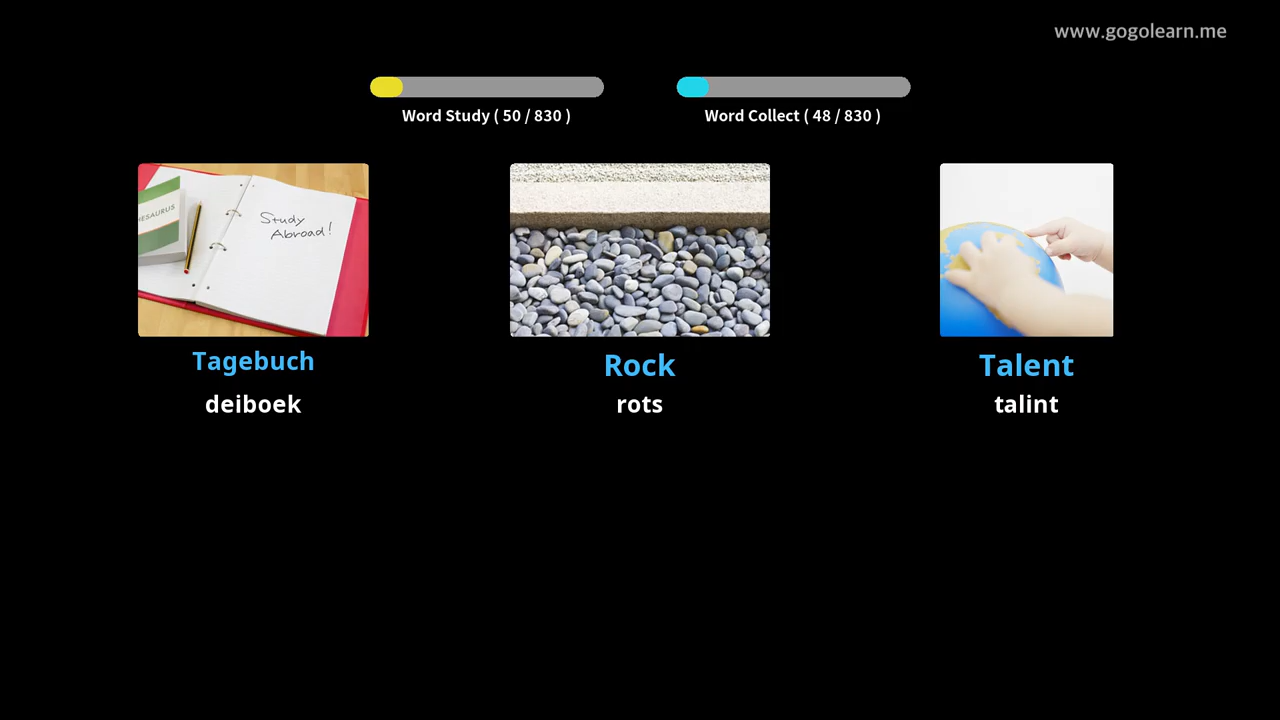 www.gogolearn.me
Word Study ( 50 / 830 )
Word Collect ( 48 / 830 )
HESAURUS
Study
Abroad!
Tagebuch
Rock
Talent
deiboek
rots
talint